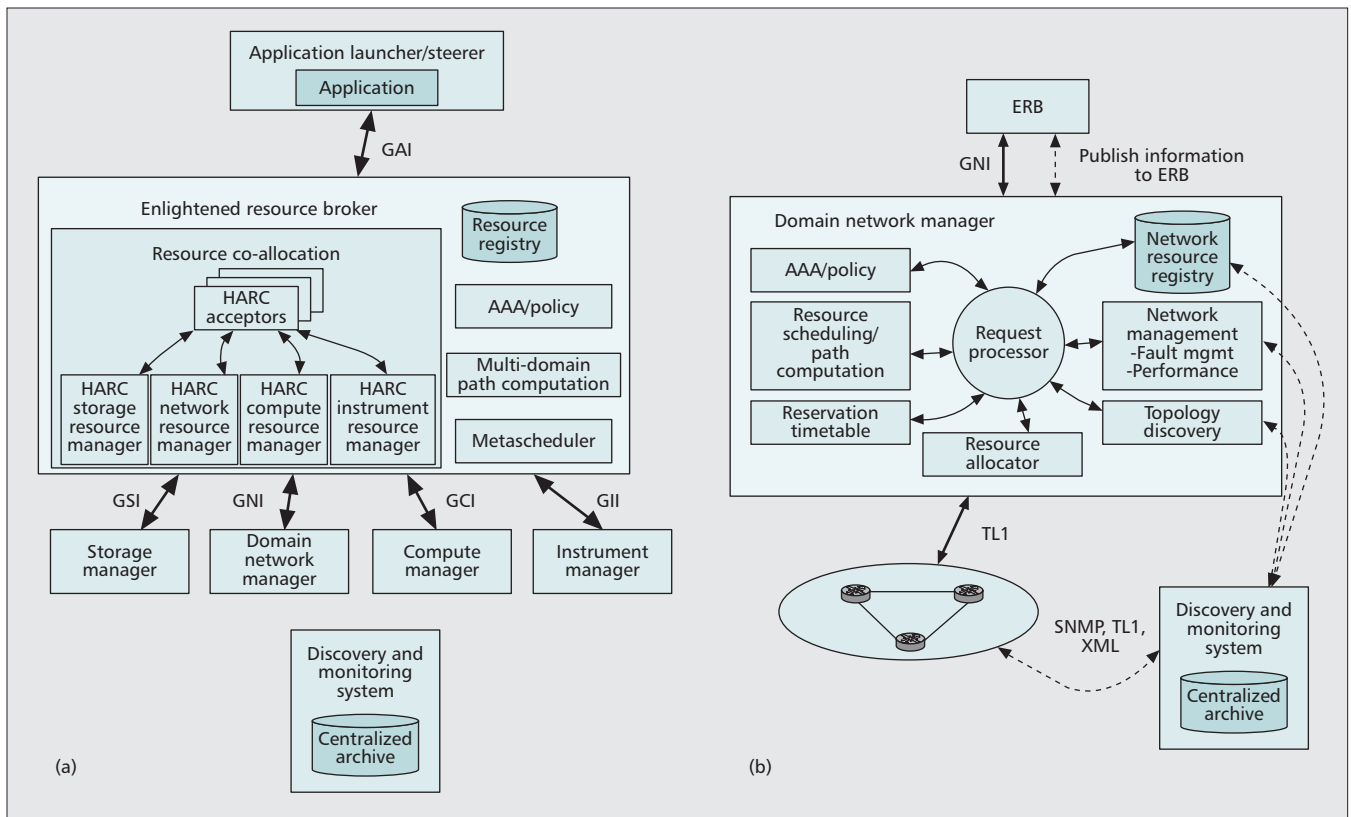 Application launcher/steerer
Application
GAI
Enlightened resource broker
Resource
registry
Resource co-allocation
HARC
acceptors
AAA/policy
Multi-domain
path computation
Metascheduler
HARC
storage
resource
manager
HARC
network
resource
manager
HARC
compute
resource
manager
HARC
instrument
resource
manager
GSI
GNI
GCI
GII
Storage
manager
Domain
network
manager
Compute
manager
Instrument
manager
Discovery and
monitoring
system
Centralized
archive
(a)
ERB
GNI
Publish information
to ERB
Domain network manager
AAA/policy
Network
resource
registry
Resource
scheduling/
path
computation
Request
processor
Network
management
-Fault mgmt
-Performance
Reservation
timetable
Resource
allocator
Topology
discovery
TL1
SNMP, TL1,
XML
Discovery and
monitoring
system
Centralized
archive
(b)